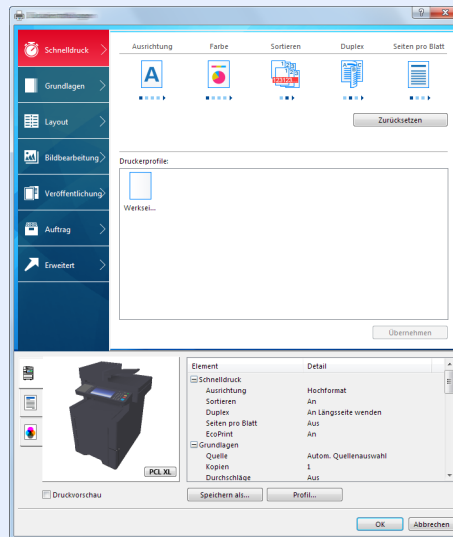 Schnelldruck
Grundlagen
Layout
Bildbearbeitung
Veröffentlichung
Auftrag
Erweitert
Ausrichtung Farbe Sortieren Duplex Seiten pro Blatt
A
123123
A C
Zurücksetzen
Druckerprofile:
Werksei...
Übernehmen
PCL XL
Druckvorschau
Element Detail
Schnelldruck
Ausrichtung Hochformat
Sortieren An
Duplex An Längsseite wenden
Seiten pro Blatt Aus
EcoPrint An
Grundlagen
Quelle Autom. Quellenauswahl
Kopien 1
Durchschläge Aus
Speichern als... Profil...
OK Abbrechen